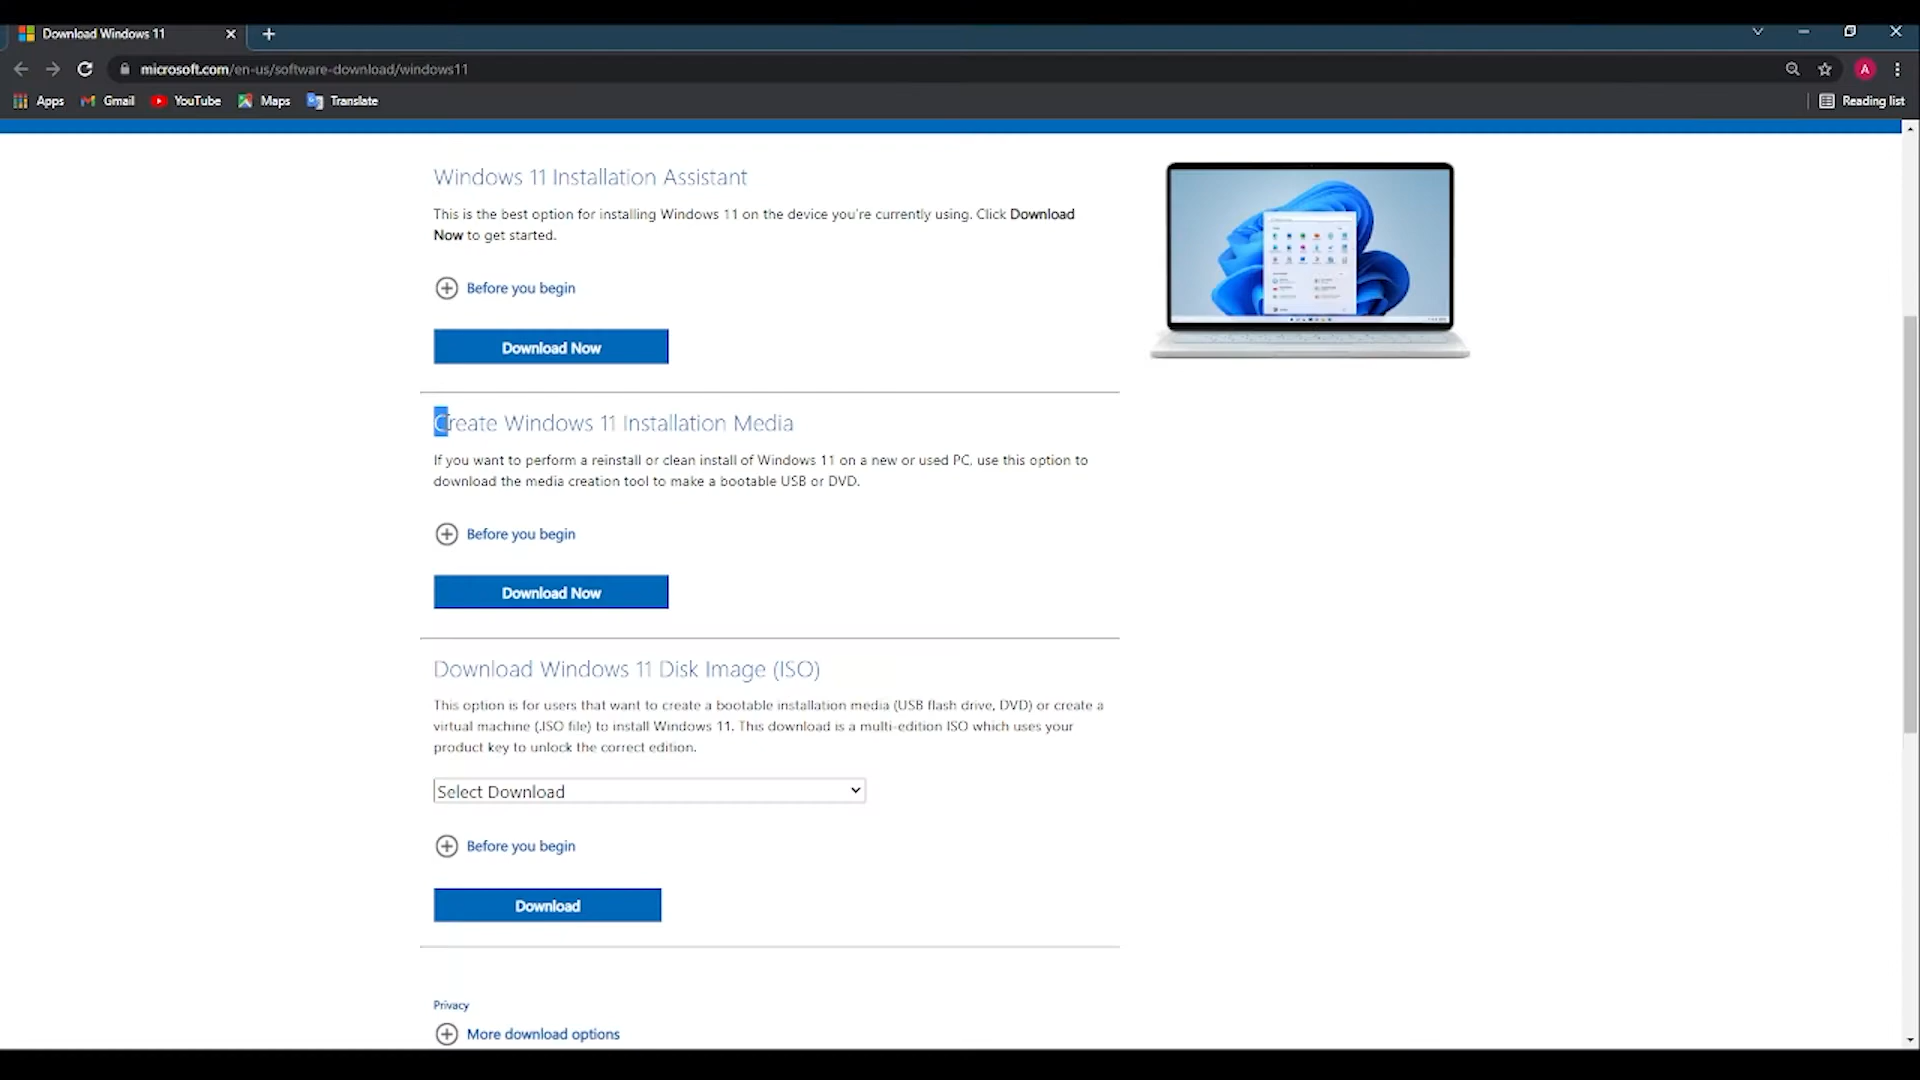 Download Windows 11
microsoft.com/en-us/software-download/windows11
A
Apps Gmail YouTube Maps Translate Reading list
Windows 11 Installation Assistant
This is the best option for installing Windows 11 on the device you're currently using. Click Download
Now to get started.
Before you begin
Download Now
Create Windows 11 Installation Media
If you want to perform a reinstall or clean install of Windows 11 on a new or used PC, use this option to
download the media creation tool to make a bootable USB or DVD.
Before you begin
Download Now
Download Windows 11 Disk Image (ISO)
This option is for users that want to create a bootable installation media (USB flash drive, DVD) or create a
virtual machine (.ISO file) to install Windows 11. This download is a multi-edition ISO which uses your
product key to unlock the correct edition.
Select Download
Before you begin
Download
Privacy
More download options